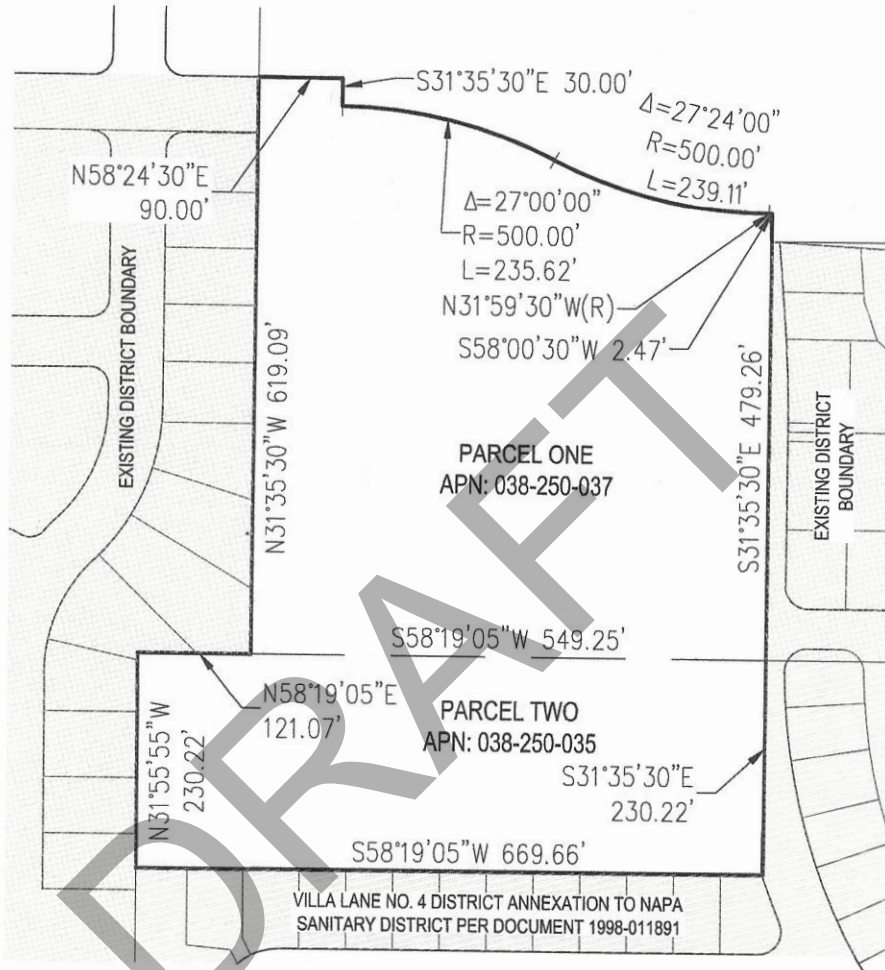 S31°35'30"E 30.00'
Δ=27°24'00"
R=500.00'
L=239.11'
N58°24'30"E
90.00'
Δ=27°00'00"
R=500.00'
L=235.62'
N31°59'30"W(R)
S58°00'30"W 2.47'
EXISTING DISTRICT BOUNDARY
N31°35'30"W 619.09'
S31°35'30"E 479.26'
EXISTING DISTRICT
BOUNDARY
PARCEL ONE
APN: 038-250-037
S58°19'05"W 549.25'
N58°19'05"E
121.07'
PARCEL TWO
APN: 038-250-035
N31°55'55"W
230.22'
S31°35'30"E
230.22'
S58°19'05"W 669.66'
VILLA LANE NO. 4 DISTRICT ANNEXATION TO NAPA
SANITARY DISTRICT PER DOCUMENT 1998-011891
DRAFT